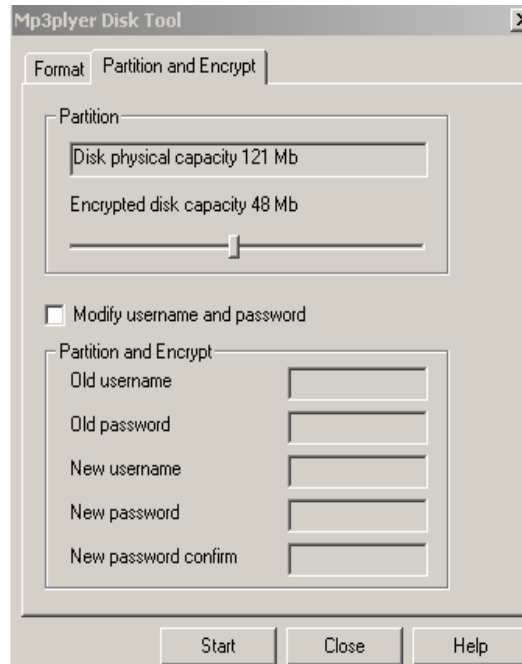 Mp3plyer Disk Tool
Format Partition and Encrypt
Partition
Disk physical capacity 121 Mb
Encrypted disk capacity 48 Mb
Modify username and password
Partition and Encrypt
Old username
Old password
New username
New password
New password confirm
Start Close Help